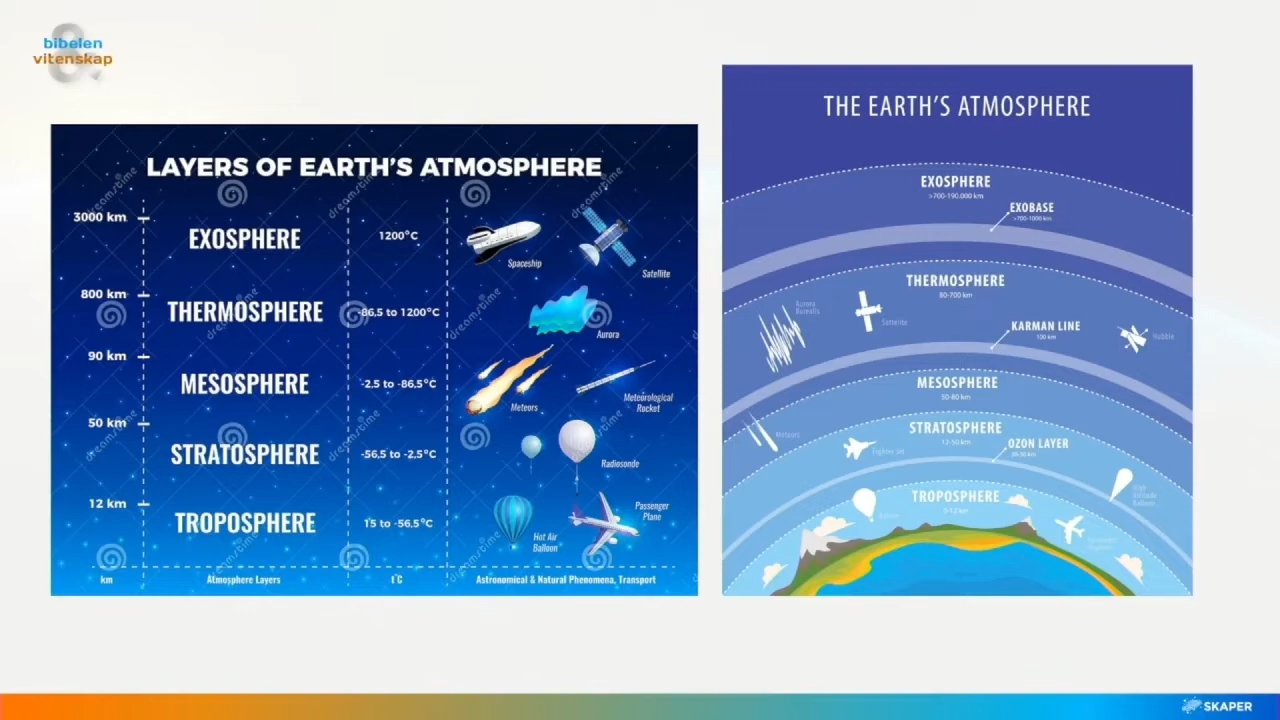 bibelen
vitenskap
&
LAYERS OF EARTH'S ATMOSPHERE
3000 km
EXOSPHERE
1200°C
Spaceship
Satellite
800 km
THERMOSPHERE
-86,5 to 1200°C
Aurora
90 km
MESOSPHERE
-2,5 to -86,5°C
Meteors
Meteorological
Rocket
50 km
STRATOSPHERE
-56,5 to -2,5°C
Radiosonde
12 km
TROPOSPHERE
15 to -56,5°C
Hot Air
Balloon
Passenger
Plane
km
Atmosphere Layers
t°C
Astronomical & Natural Phenomena, Transport
dreamstime
THE EARTH'S ATMOSPHERE
EXOSPHERE
>700-190.000 km
EXOBASE
>700-1000 km
THERMOSPHERE
80-700 km
Aurora
Borealis
Satellite
KARMAN LINE
100 km
Hubble
MESOSPHERE
50-80 km
Meteors
STRATOSPHERE
12-50 km
Fighter Jet
OZON LAYER
TROPOSPHERE
0-12 km
High
Altitude
Balloon
SKAPER